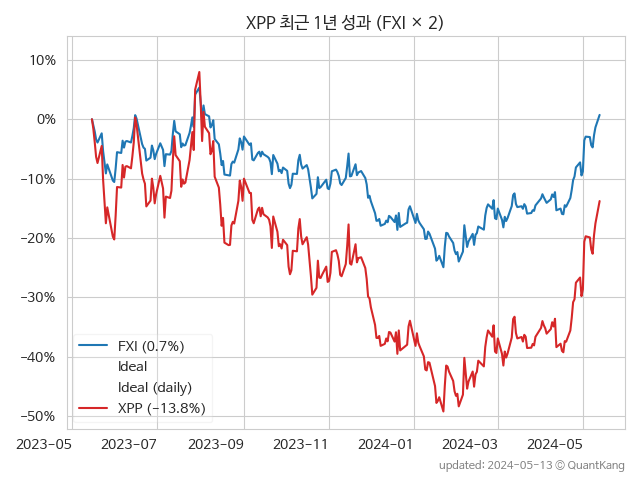 XPP 최근 1년 성과 (FXI × 2)
10%
0%
−10%
−20%
−30%
−40%
−50%
FXI (0.7%)
Ideal
Ideal (daily)
XPP (−13.8%)
2023-05
2023-07
2023-09
2023-11
2024-01
2024-03
2024-05
updated: 2024-05-13 © QuantKang